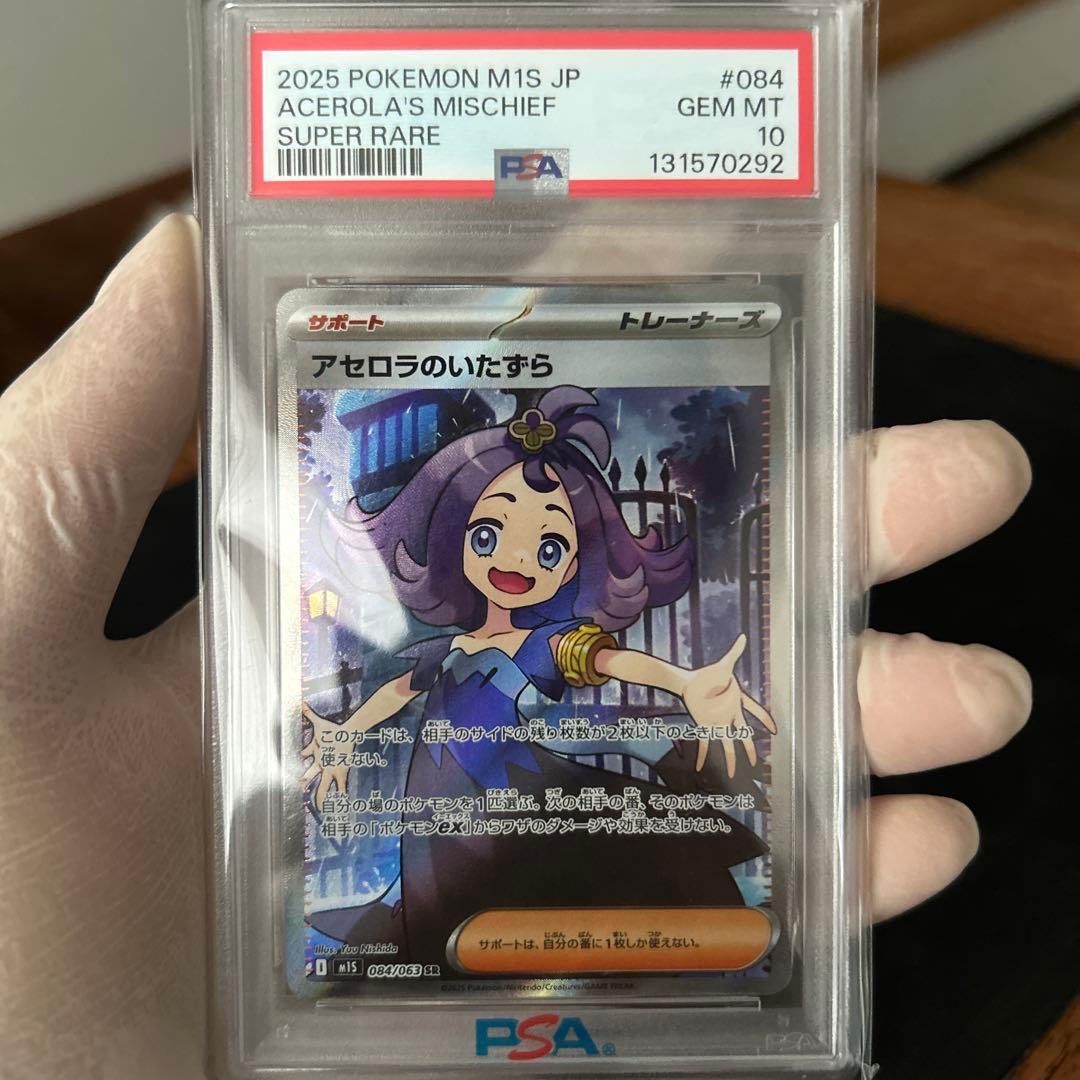 2025 POKEMON M1S JP #084
ACEROLA'S MISCHIEF GEM MT
SUPER RARE 10
PSA 131570292
サポート トレーナーズ
アセロラのいたずら
このカードは、相手のサイドの残り枚数が2枚以下のときにしか
使えない。
自分の場のポケモンを1匹選ぶ。次の相手の番、そのポケモンは
相手の「ポケモンex」からワザのダメージや効果を受けない。
サポートは、自分の番に1枚しか使えない。
Illus. Yuu Nishida
I M1S 084/063 SR
©2025 Pokémon/Nintendo/Creatures/GAME FREAK.
PSA®